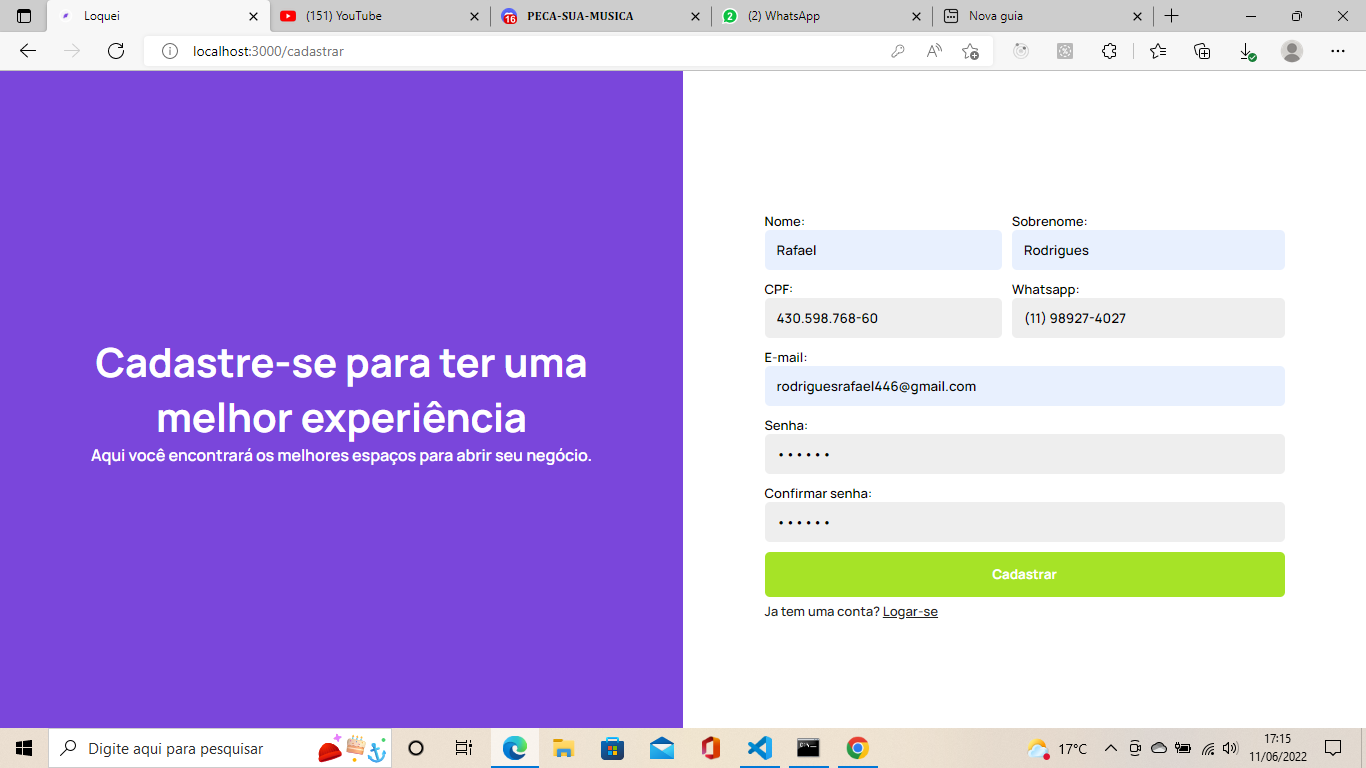 Loquei
(151) YouTube
16
PECA-SUA-MUSICA
2
(2) WhatsApp
Nova guia
localhost:3000/cadastrar
Cadastre-se para ter uma
melhor experiência
Aqui você encontrará os melhores espaços para abrir seu negócio.
Nome:
Sobrenome:
Rafael
Rodrigues
CPF:
Whatsapp:
430.598.768-60
(11) 98927-4027
E-mail:
rodriguesrafael446@gmail.com
Senha:
••••••
Confirmar senha:
••••••
Cadastrar
Ja tem uma conta? Logar-se
Digite aqui para pesquisar
17°C
17:15
11/06/2022